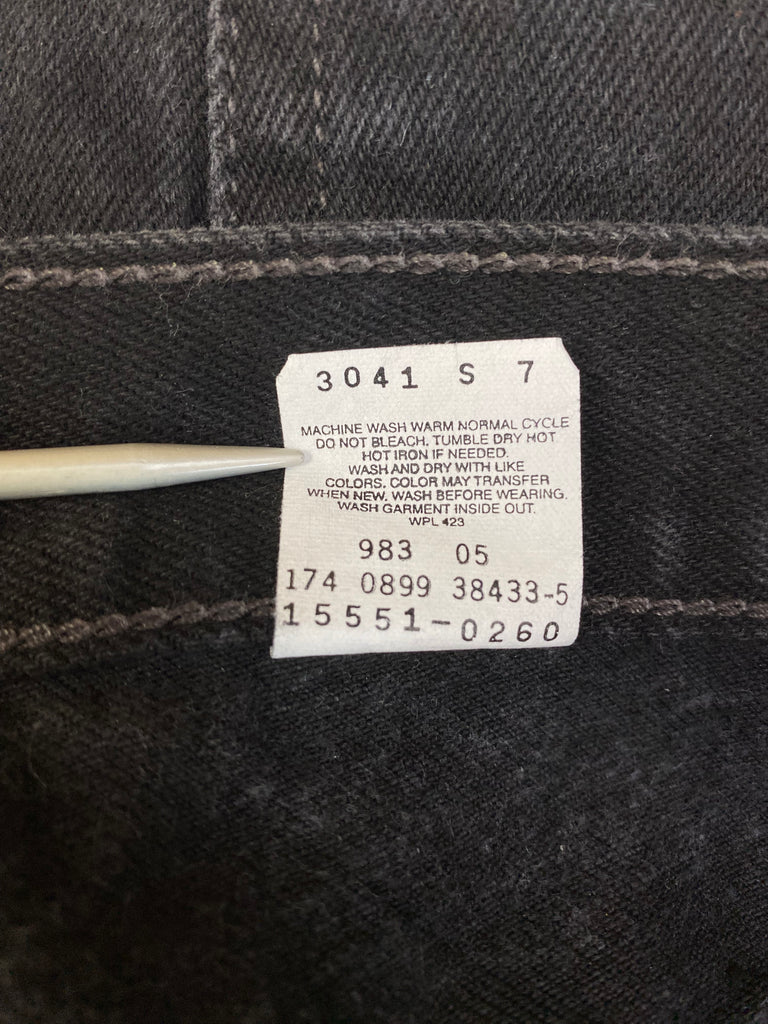 3041 S 7
MACHINE WASH WARM NORMAL CYCLE
DO NOT BLEACH. TUMBLE DRY HOT
HOT IRON IF NEEDED.
WASH AND DRY WITH LIKE
COLORS. COLOR MAY TRANSFER
WHEN NEW. WASH BEFORE WEARING.
WASH GARMENT INSIDE OUT.
WPL 423
983 05
174 0899 38433-5
15551-0260